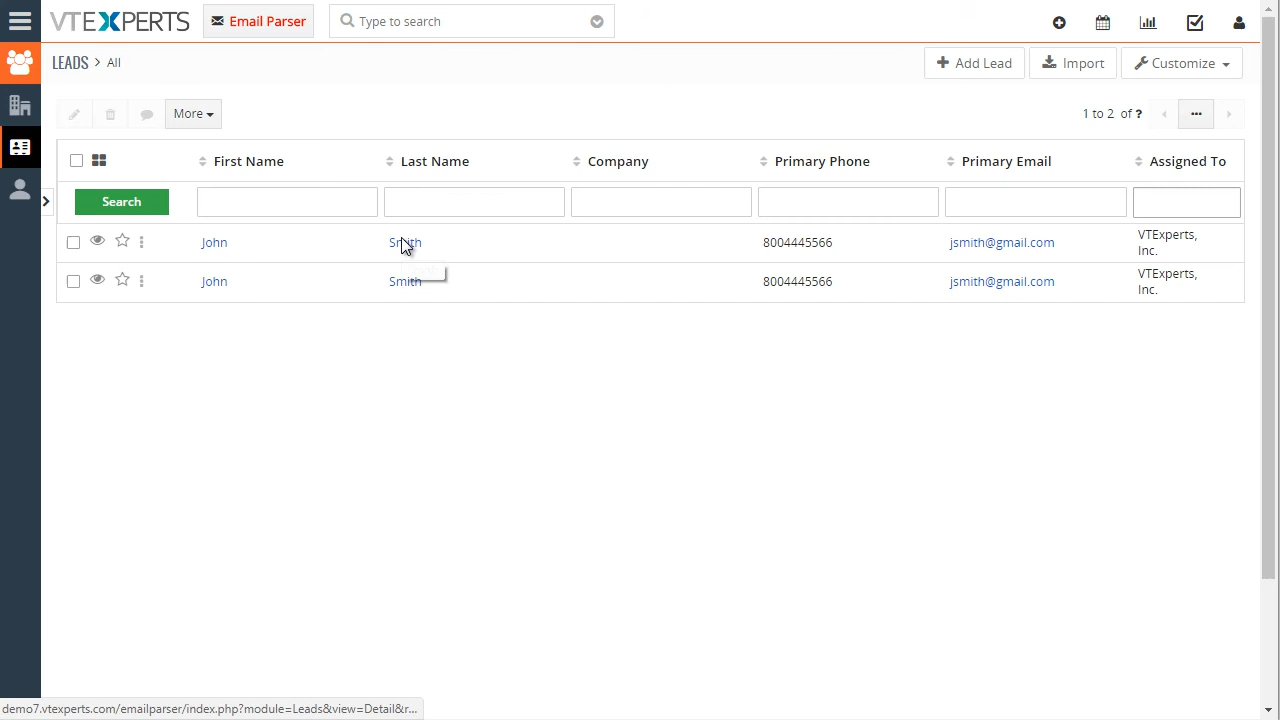 VTEXPERTS
Email Parser
Type to search
LEADS > All
Add Lead
Import
Customize
More
1 to 2 of ?
First Name
Last Name
Company
Primary Phone
Primary Email
Assigned To
Search
John
Smith
8004445566
jsmith@gmail.com
VTExperts,
Inc.
John
Smith
8004445566
jsmith@gmail.com
VTExperts,
Inc.
demo7.vtexperts.com/emailparser/index.php?module=Leads&view=Detail&r...